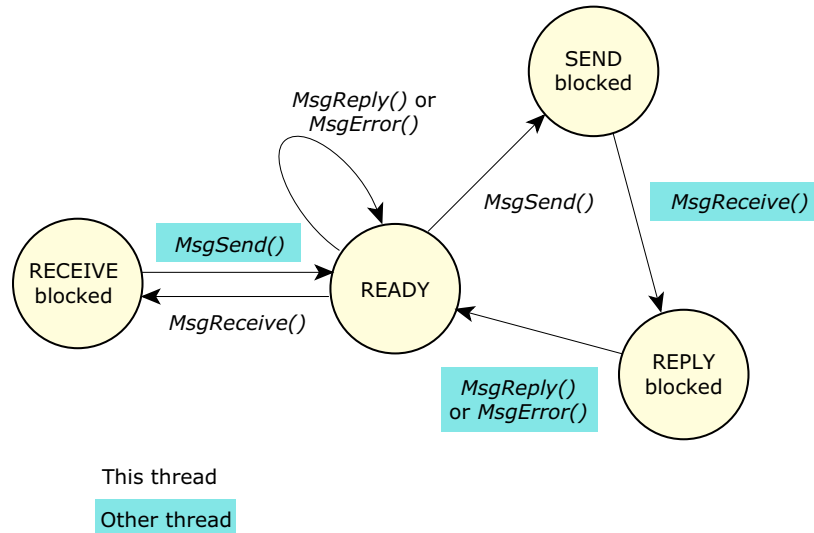 SEND
blocked
MsgReply() or
MsgError()
MsgSend()
MsgReceive()
MsgSend()
RECEIVE
blocked
READY
MsgReceive()
REPLY
blocked
MsgReply()
or MsgError()
This thread
Other thread